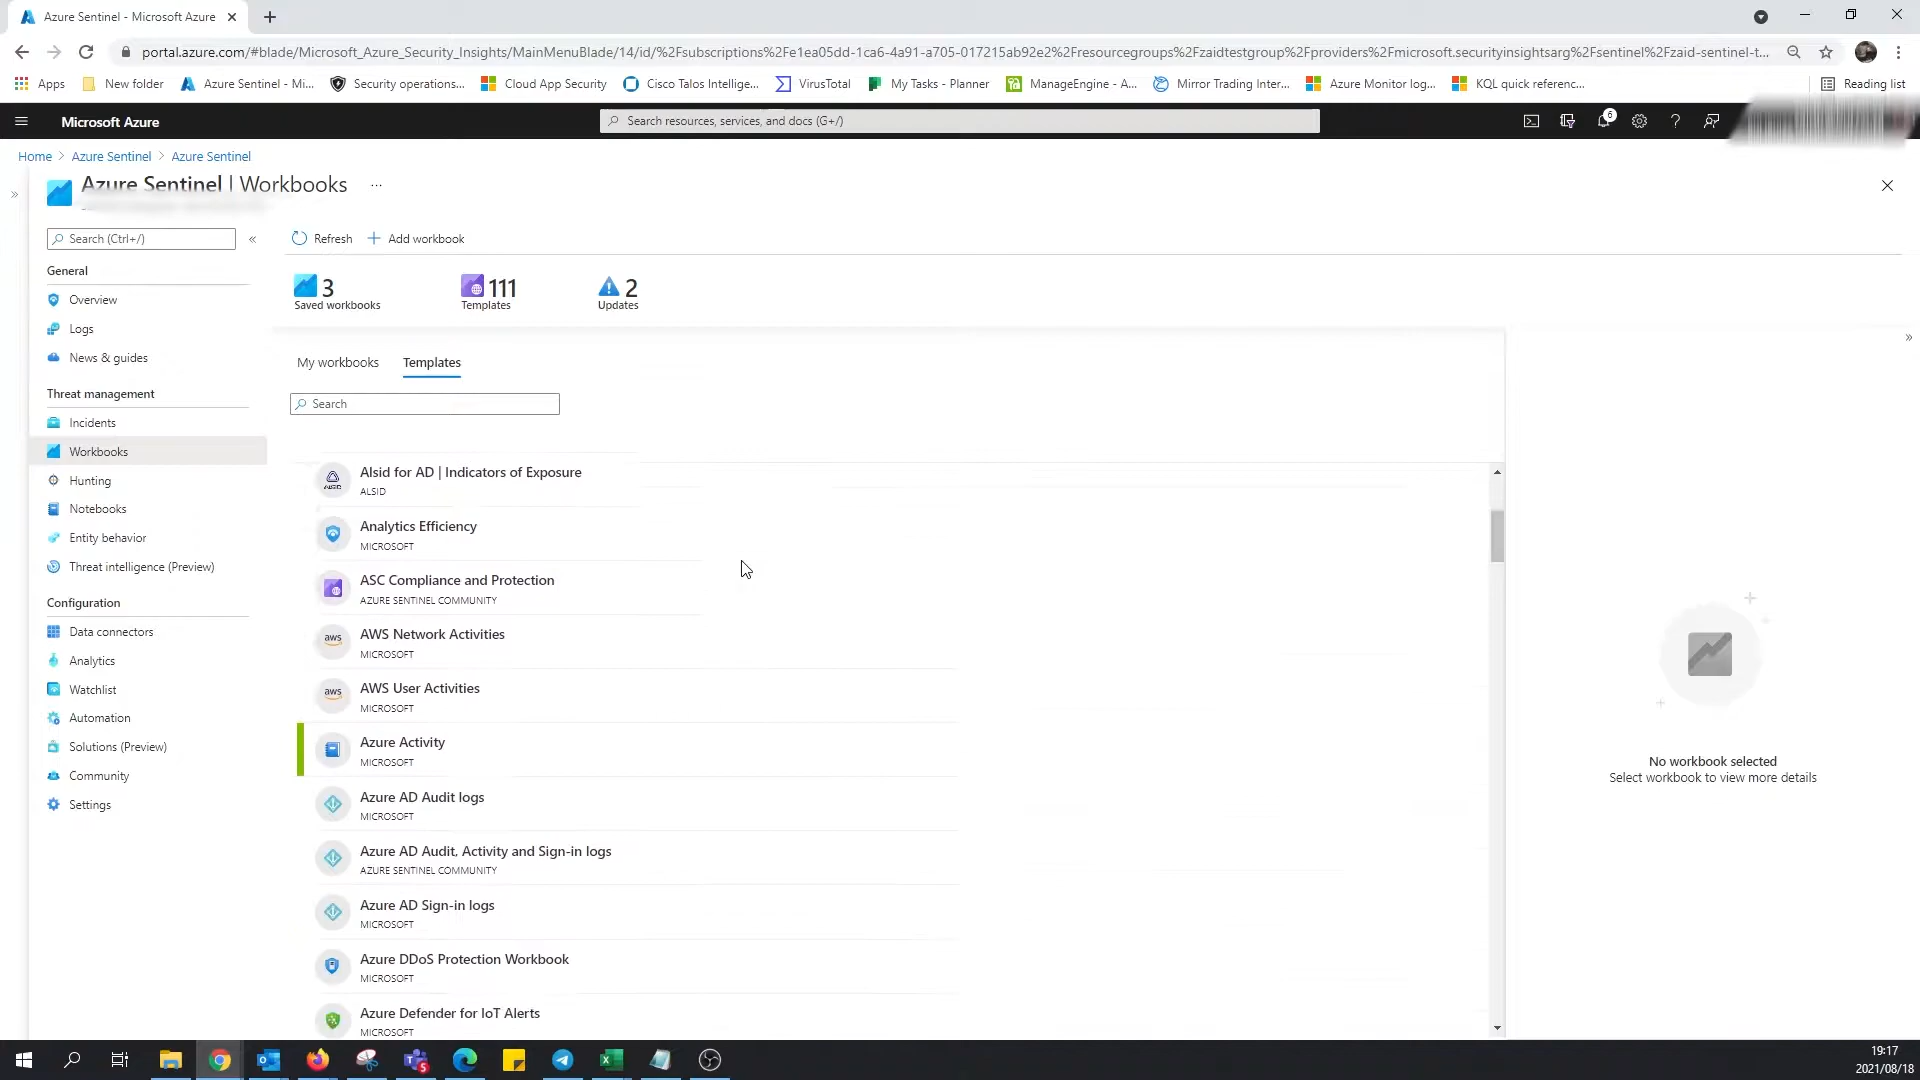 Azure Sentinel - Microsoft Azure
portal.azure.com/#blade/Microsoft_Azure_Security_Insights/MainMenuBlade/14/id/%2Fsubscriptions%2Fe1ea05dd-1ca6-4a91-a705-017215ab92e2%2Fresourcegroups%2Fzaidtestgroup%2Fproviders%2Fmicrosoft.securityinsightsarg%2Fsentinel%2Fzaid-sentinel-t...
Apps New folder Azure Sentinel - Mi... Security operations... Cloud App Security Cisco Talos Intellige... VirusTotal My Tasks - Planner ManageEngine - A... Mirror Trading Inter... Azure Monitor log... KQL quick referenc... Reading list
Microsoft Azure
Search resources, services, and docs (G+/)
6
Home > Azure Sentinel > Azure Sentinel
Azure Sentinel | Workbooks ...
Search (Ctrl+/)
General
Overview
Logs
News & guides
Threat management
Incidents
Workbooks
Hunting
Notebooks
Entity behavior
Threat intelligence (Preview)
Configuration
Data connectors
Analytics
Watchlist
Automation
Solutions (Preview)
Community
Settings
Refresh + Add workbook
3
Saved workbooks
111
Templates
2
Updates
My workbooks Templates
Search
Alsid for AD | Indicators of Exposure
ALSID
Analytics Efficiency
MICROSOFT
ASC Compliance and Protection
AZURE SENTINEL COMMUNITY
aws
AWS Network Activities
MICROSOFT
aws
AWS User Activities
MICROSOFT
Azure Activity
MICROSOFT
Azure AD Audit logs
MICROSOFT
Azure AD Audit, Activity and Sign-in logs
AZURE SENTINEL COMMUNITY
Azure AD Sign-in logs
MICROSOFT
Azure DDoS Protection Workbook
MICROSOFT
Azure Defender for IoT Alerts
MICROSOFT
No workbook selected
Select workbook to view more details
5
19:17
2021/08/18